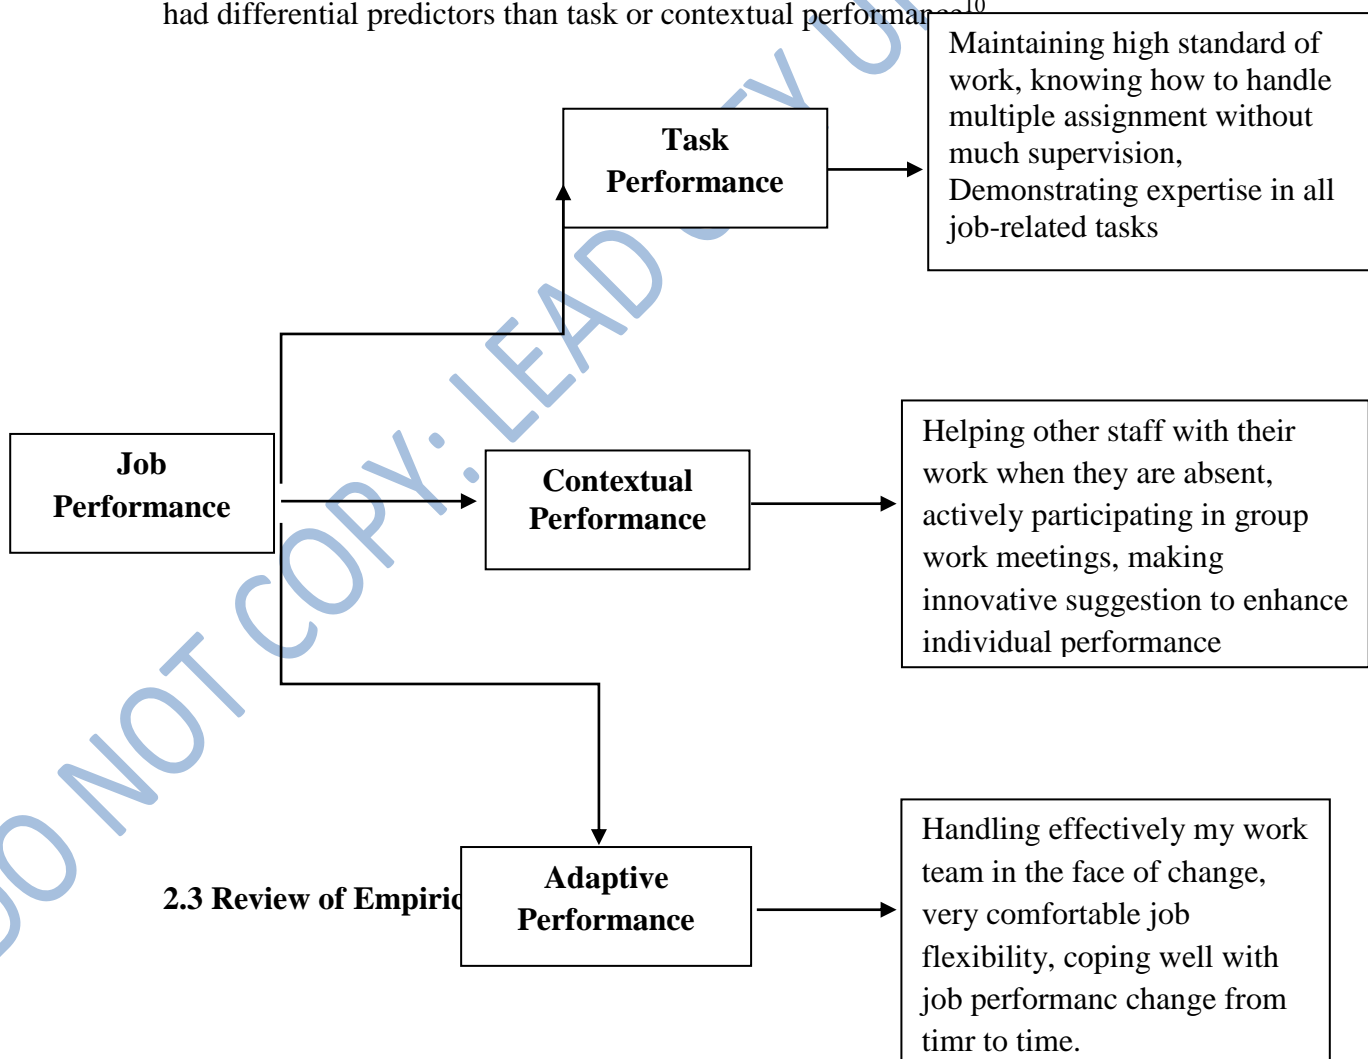 had differential predictors than task or contextual performance10
Maintaining high standard of
work, knowing how to handle
multiple assignment without
much supervision,
Demonstrating expertise in all
job-related tasks
Task
Performance
Job
Performance
Contextual
Performance
Helping other staff with their
work when they are absent,
actively participating in group
work meetings, making
innovative suggestion to enhance
individual performance
Adaptive
Performance
Handling effectively my work
team in the face of change,
very comfortable job
flexibility, coping well with
job performanc change from
timr to time.
2.3 Review of
DO NOT COPY: LEAD